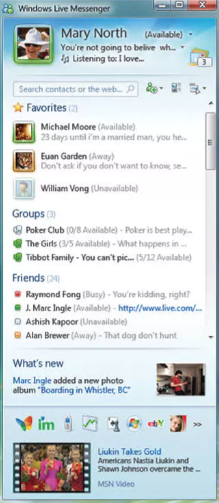 Windows Live Messenger
Mary North (Available)
You're not going to belive wh...
Listening to: I love...
3
Search contacts or the web...
Favorites (2)
Michael Moore (Available)
23 days until i'm a married man, you he...
Euan Garden (Away)
Don't ask if you don't want to know, se...
William Vong (Unavailable)
Groups (3)
Poker Club (0/8 Available) - Poker is best play...
The Girls (3/5 Available) - What happens in ...
Tibbot Family - You can't pic... (5/12 Available)
Friends (24)
Raymond Fong (Busy) - You're kidding, right?
J. Marc Ingle (Available) - http://www.live.com/
Ashish Kapoor (Unavailable)
Alan Brewer (Away) - That dog don't hunt
What's new
Marc Ingle added a new photo
album "Boarding in Whistler, BC"
im ebY >>
Liukin Takes Gold
Americans Nastia Liukin and
Shawn Johnson overcame the ...
MSN Video